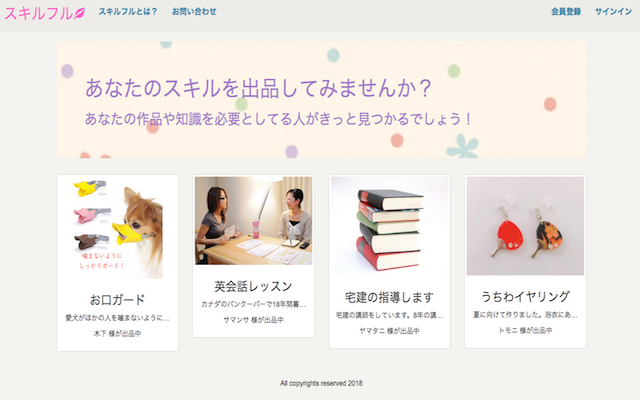 スキルフル
スキルフルとは？ お問い合わせ 会員登録 サインイン
あなたのスキルを出品してみませんか？
あなたの作品や知識を必要としてる人がきっと見つかるでしょう！
噛まないように
しっかりガード！
お口ガード
愛犬がほかの人を噛まないように...
木下 様が出品中
英会話レッスン
カナダのバンクーバーで18年間暮...
サマンサ 様が出品中
宅建の指導します
宅建の講師をしています。8年の講...
ヤマタニ 様が出品中
うちわイヤリング
夏に向けて作りました。浴衣にあ...
トモニ 様が出品中
All copyrights reserved 2018